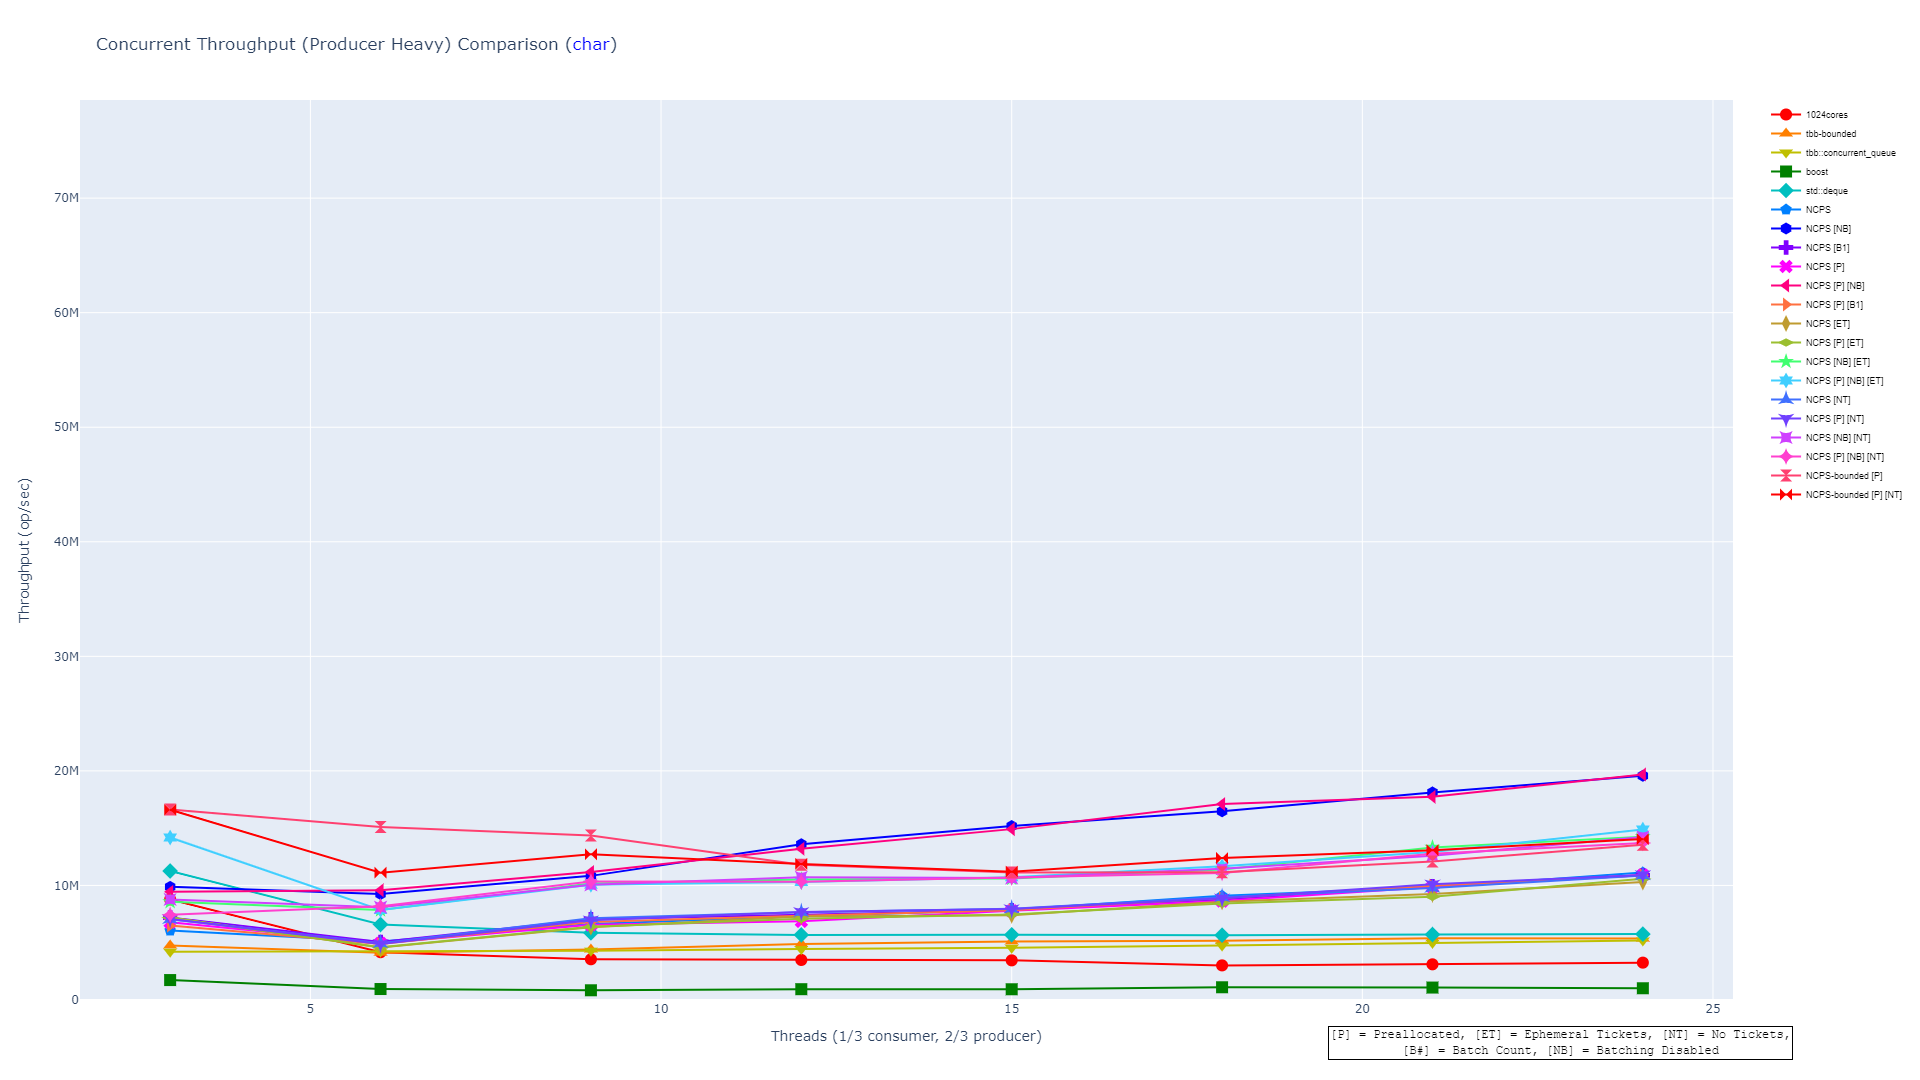 Concurrent Throughput (Producer Heavy) Comparison (char)
Throughput (op/sec)
70M
60M
50M
40M
30M
20M
10M
0
5
10
15
20
25
Threads (1/3 consumer, 2/3 producer)
1024cores
tbb-bounded
tbb::concurrent_queue
boost
std::deque
NCPS
NCPS [NB]
NCPS [B1]
NCPS [P]
NCPS [P] [NB]
NCPS [P] [B1]
NCPS [ET]
NCPS [P] [ET]
NCPS [NB] [ET]
NCPS [P] [NB] [ET]
NCPS [NT]
NCPS [P] [NT]
NCPS [NB] [NT]
NCPS [P] [NB] [NT]
NCPS-bounded [P]
NCPS-bounded [P] [NT]
[P] = Preallocated, [ET] = Ephemeral Tickets, [NT] = No Tickets,
[B#] = Batch Count, [NB] = Batching Disabled